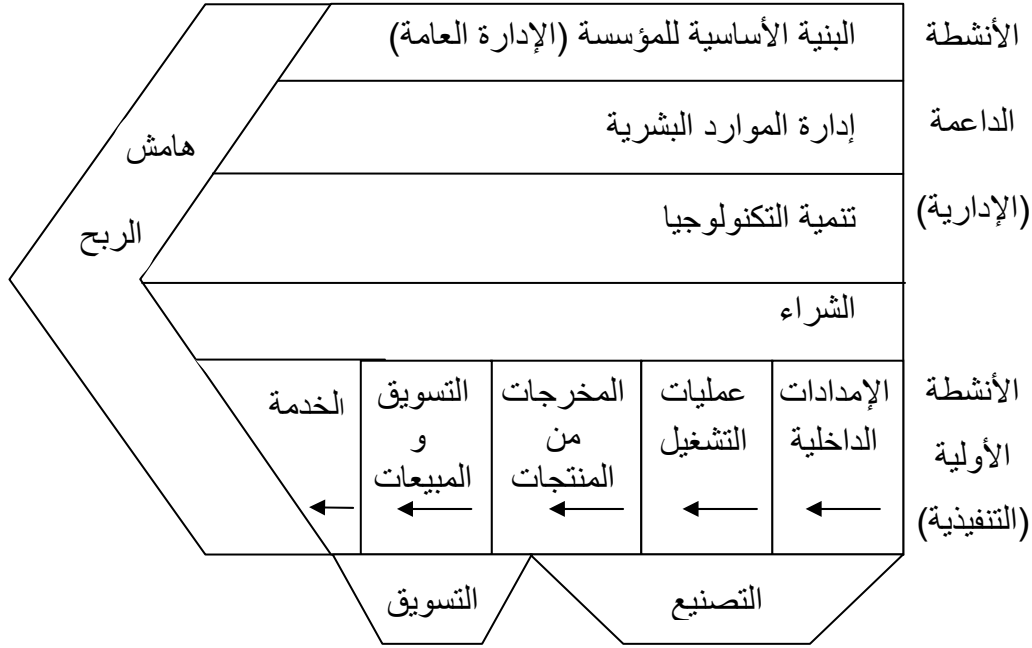 الأنشطة
الداعمة
(الإدارية)
البنية الأساسية للمؤسسة (الإدارة العامة)
إدارة الموارد البشرية
تنمية التكنولوجيا
الشراء
هامش
الربح
الأنشطة
الأولية
(التنفيذية)
الإمدادات
الداخلية
عمليات
التشغيل
المخرجات
من
المنتجات
التسويق
و
المبيعات
الخدمة
التصنيع
التسويق